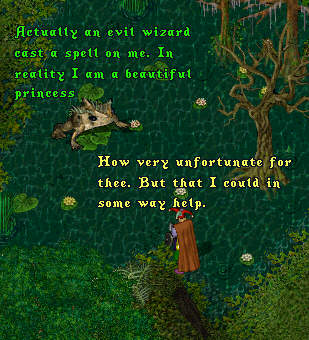 Actually an evil wizard
cast a spell on me. In
reality I am a beautiful
princess
How very unfortunate for
thee. But that I could in
some way help.